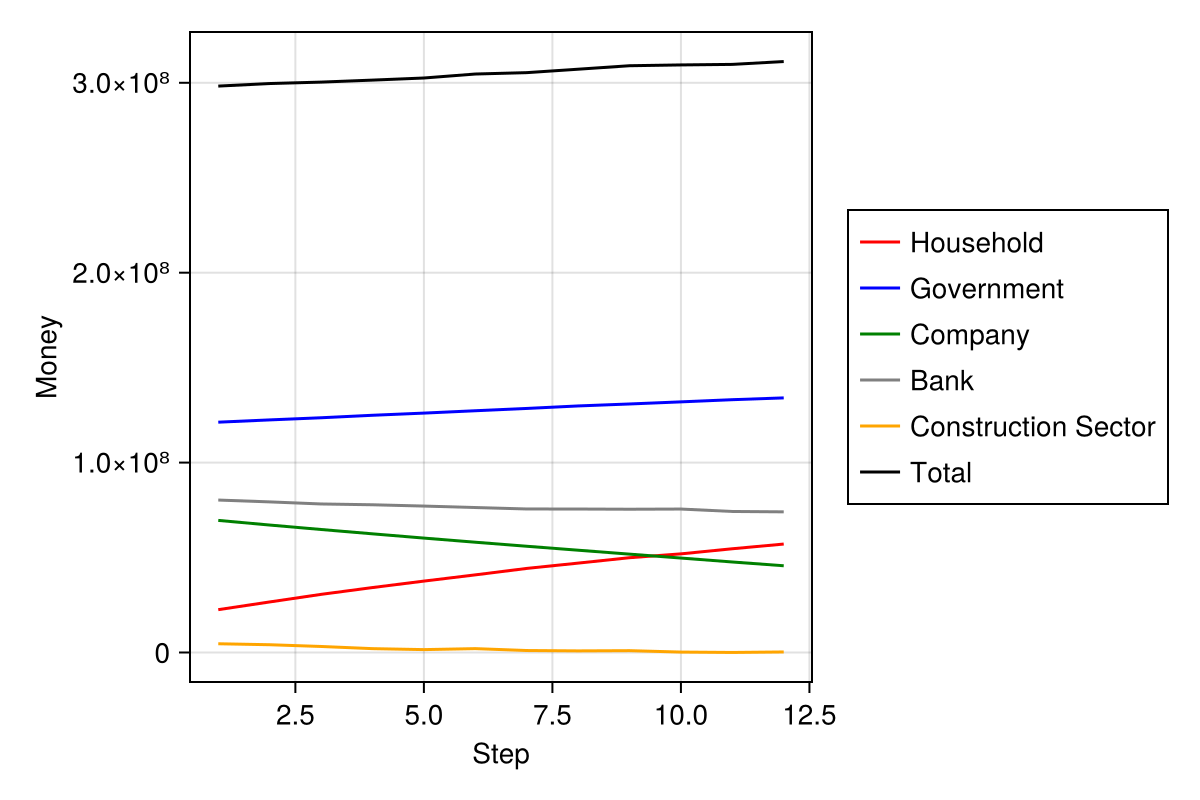 3.0×10⁸
2.0×10⁸
1.0×10⁸
0
Money
2.5 5.0 7.5 10.0 12.5
Step
Household
Government
Company
Bank
Construction Sector
Total